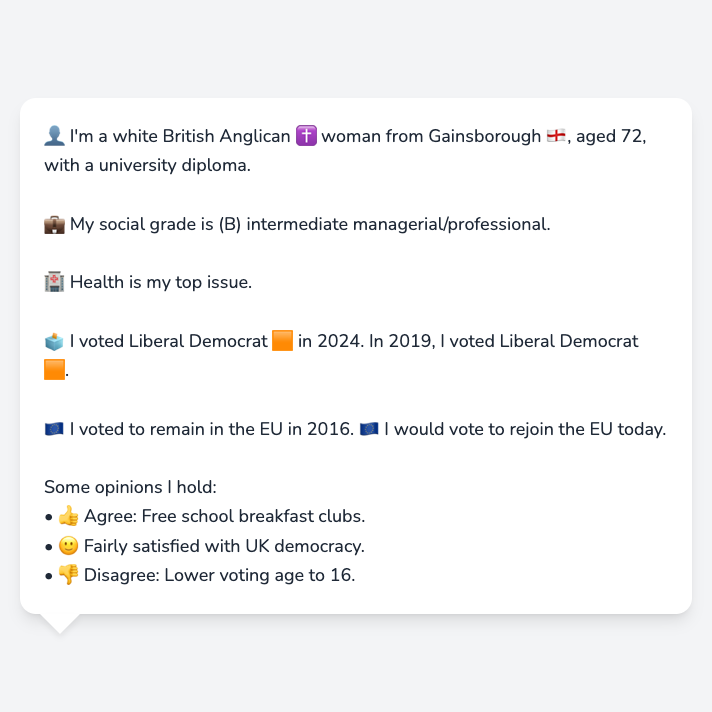 👤 I'm a white British Anglican ✝️ woman from Gainsborough 🏴󠁧󠁢󠁥󠁮󠁧󠁿, aged 72,
with a university diploma.
💼 My social grade is (B) intermediate managerial/professional.
🏥 Health is my top issue.
🗳️ I voted Liberal Democrat 🟧 in 2024. In 2019, I voted Liberal Democrat
🟧.
🇪🇺 I voted to remain in the EU in 2016. 🇪🇺 I would vote to rejoin the EU today.
Some opinions I hold:
• 👍 Agree: Free school breakfast clubs.
• 🙂 Fairly satisfied with UK democracy.
• 👎 Disagree: Lower voting age to 16.